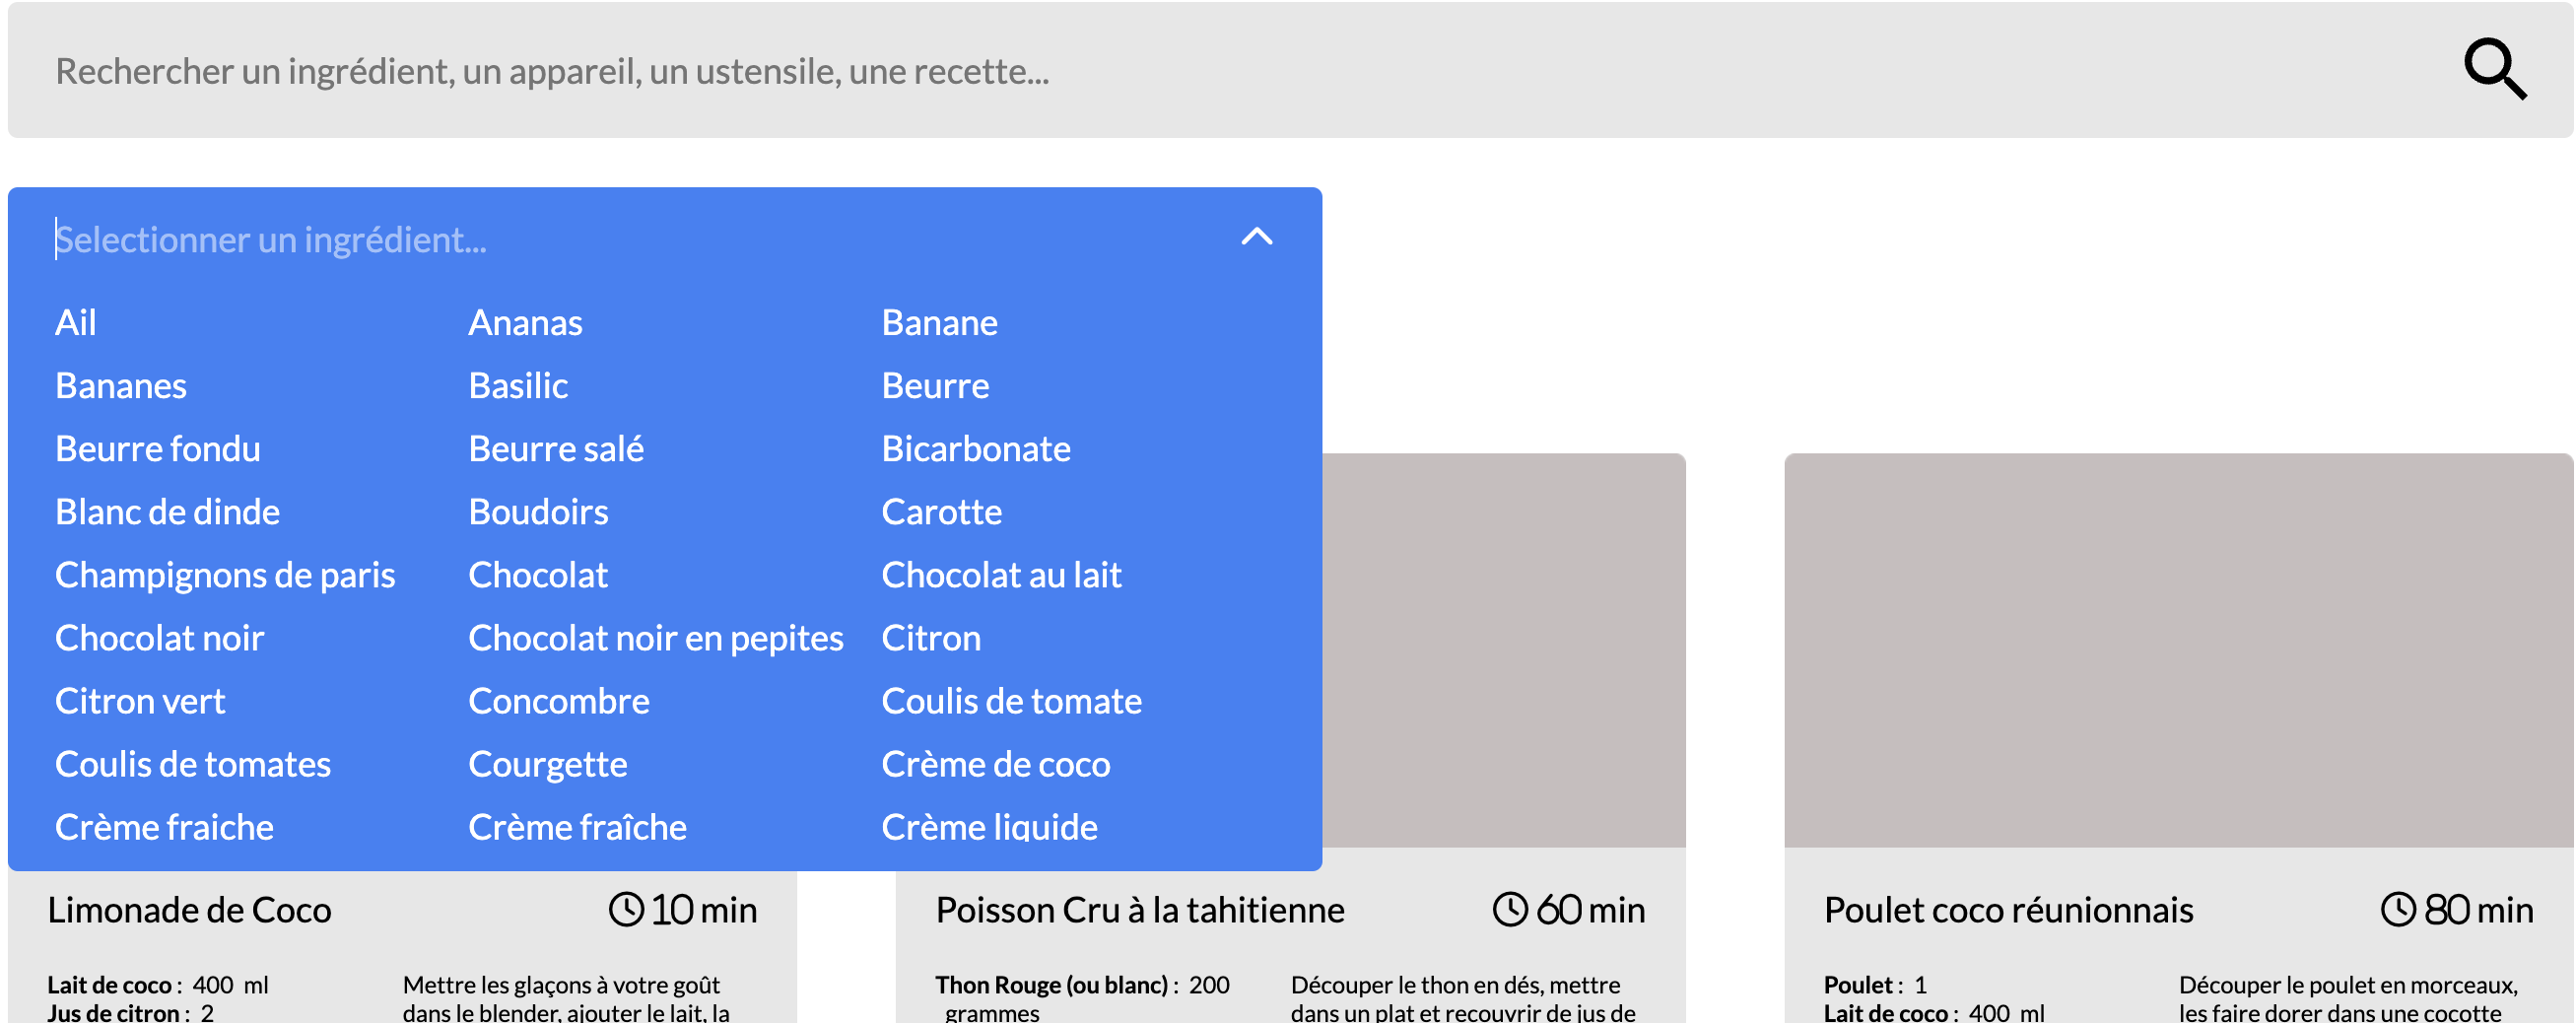 Rechercher un ingrédient, un appareil, un ustensile, une recette...
Selectionner un ingrédient...
Ail Ananas Banane
Bananes Basilic Beurre
Beurre fondu Beurre salé Bicarbonate
Blanc de dinde Boudoirs Carotte
Champignons de paris Chocolat Chocolat au lait
Chocolat noir Chocolat noir en pepites Citron
Citron vert Concombre Coulis de tomate
Coulis de tomates Courgette Crème de coco
Crème fraiche Crème fraîche Crème liquide
Limonade de Coco 10 min
Lait de coco : 400 ml
Jus de citron : 2
Mettre les glaçons à votre goût
dans le blender, ajouter le lait, la
Poisson Cru à la tahitienne 60 min
Thon Rouge (ou blanc) : 200
grammes
Découper le thon en dés, mettre
dans un plat et recouvrir de jus de
Poulet coco réunionnais 80 min
Poulet : 1
Lait de coco : 400 ml
Découper le poulet en morceaux,
les faire dorer dans une cocotte